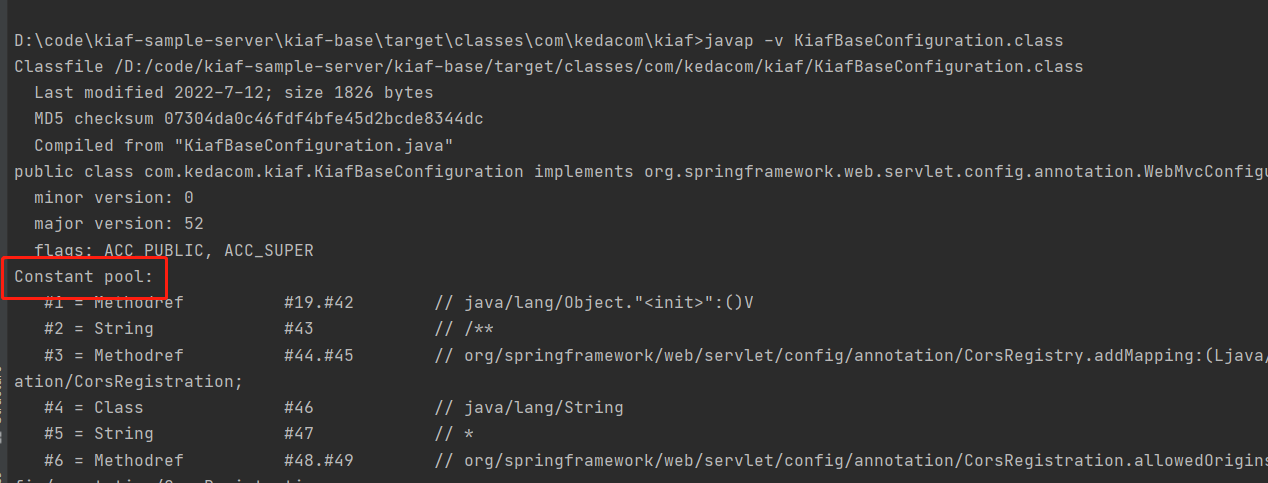 D:\code\kiaf-sample-server\kiaf-base\target\classes\com\kedacom\kiaf>javap -v KiafBaseConfiguration.class
Classfile /D:/code/kiaf-sample-server/kiaf-base/target/classes/com/kedacom/kiaf/KiafBaseConfiguration.class
  Last modified 2022-7-12; size 1826 bytes
  MD5 checksum 07304da0c46fdf4bfe45d2bcde8344dc
  Compiled from "KiafBaseConfiguration.java"
public class com.kedacom.kiaf.KiafBaseConfiguration implements org.springframework.web.servlet.config.annotation.WebMvcConfigu
  minor version: 0
  major version: 52
  flags: ACC_PUBLIC, ACC_SUPER
Constant pool:
   #1 = Methodref          #19.#42        // java/lang/Object."<init>":()V
   #2 = String             #43            // /**
   #3 = Methodref          #44.#45        // org/springframework/web/servlet/config/annotation/CorsRegistry.addMapping:(Ljava/
ation/CorsRegistration;
   #4 = Class              #46            // java/lang/String
   #5 = String             #47            // *
   #6 = Methodref          #48.#49        // org/springframework/web/servlet/config/annotation/CorsRegistration.allowedOrigins